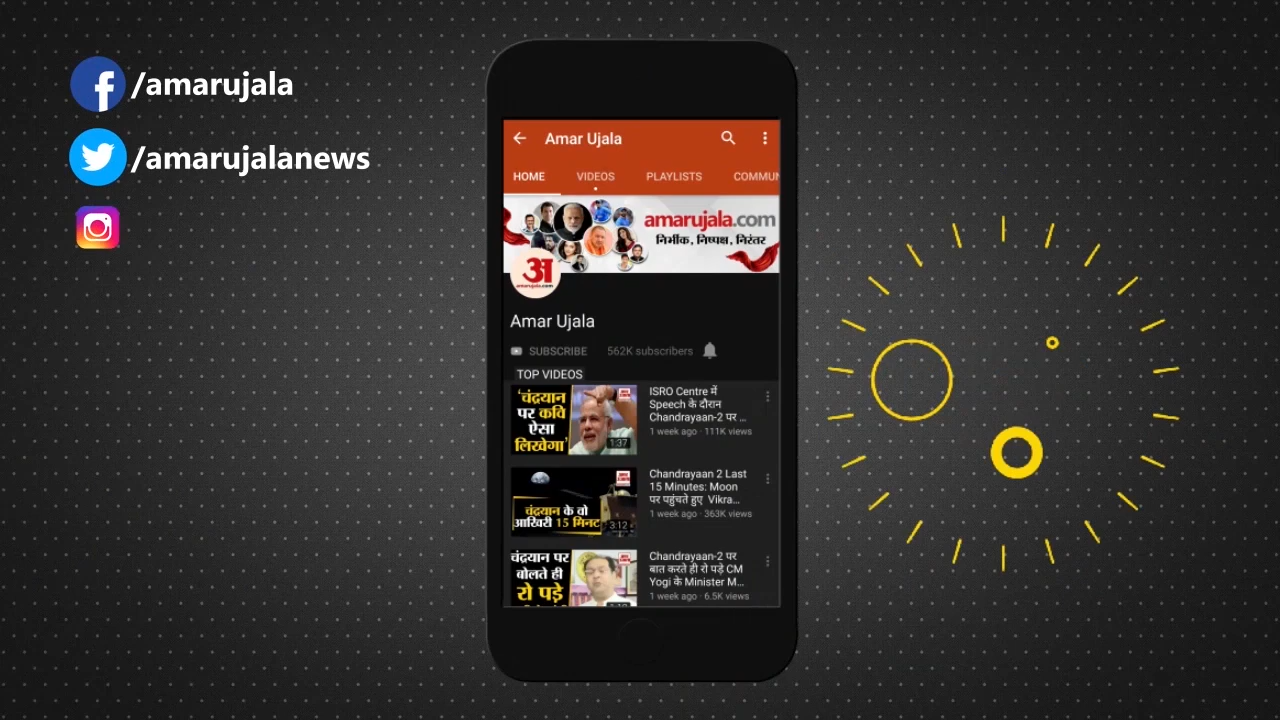 /amarujala
/amarujalanews
Amar Ujala
HOME VIDEOS PLAYLISTS COMMUN
amarujala.com
निर्भीक, निष्पक्ष, निरंतर
अ
amarujala.com
Amar Ujala
SUBSCRIBE 562K subscribers
TOP VIDEOS
'चंद्रयान
पर कवि
ऐसा
लिखेगा'
1:37
ISRO Centre में
Speech के दौरान
Chandrayaan-2 पर ...
1 week ago · 111K views
चंद्रयान के वो
आखिरी 15 मिनट
3:12
Chandrayaan 2 Last
15 Minutes: Moon
पर पहुंचते हुए Vikra...
1 week ago · 363K views
चंद्रयान पर
बोलते ही
रो पड़े
Chandrayaan-2 पर
बात करते ही रो पड़े CM
Yogi के Minister M...
1 week ago · 6.5K views